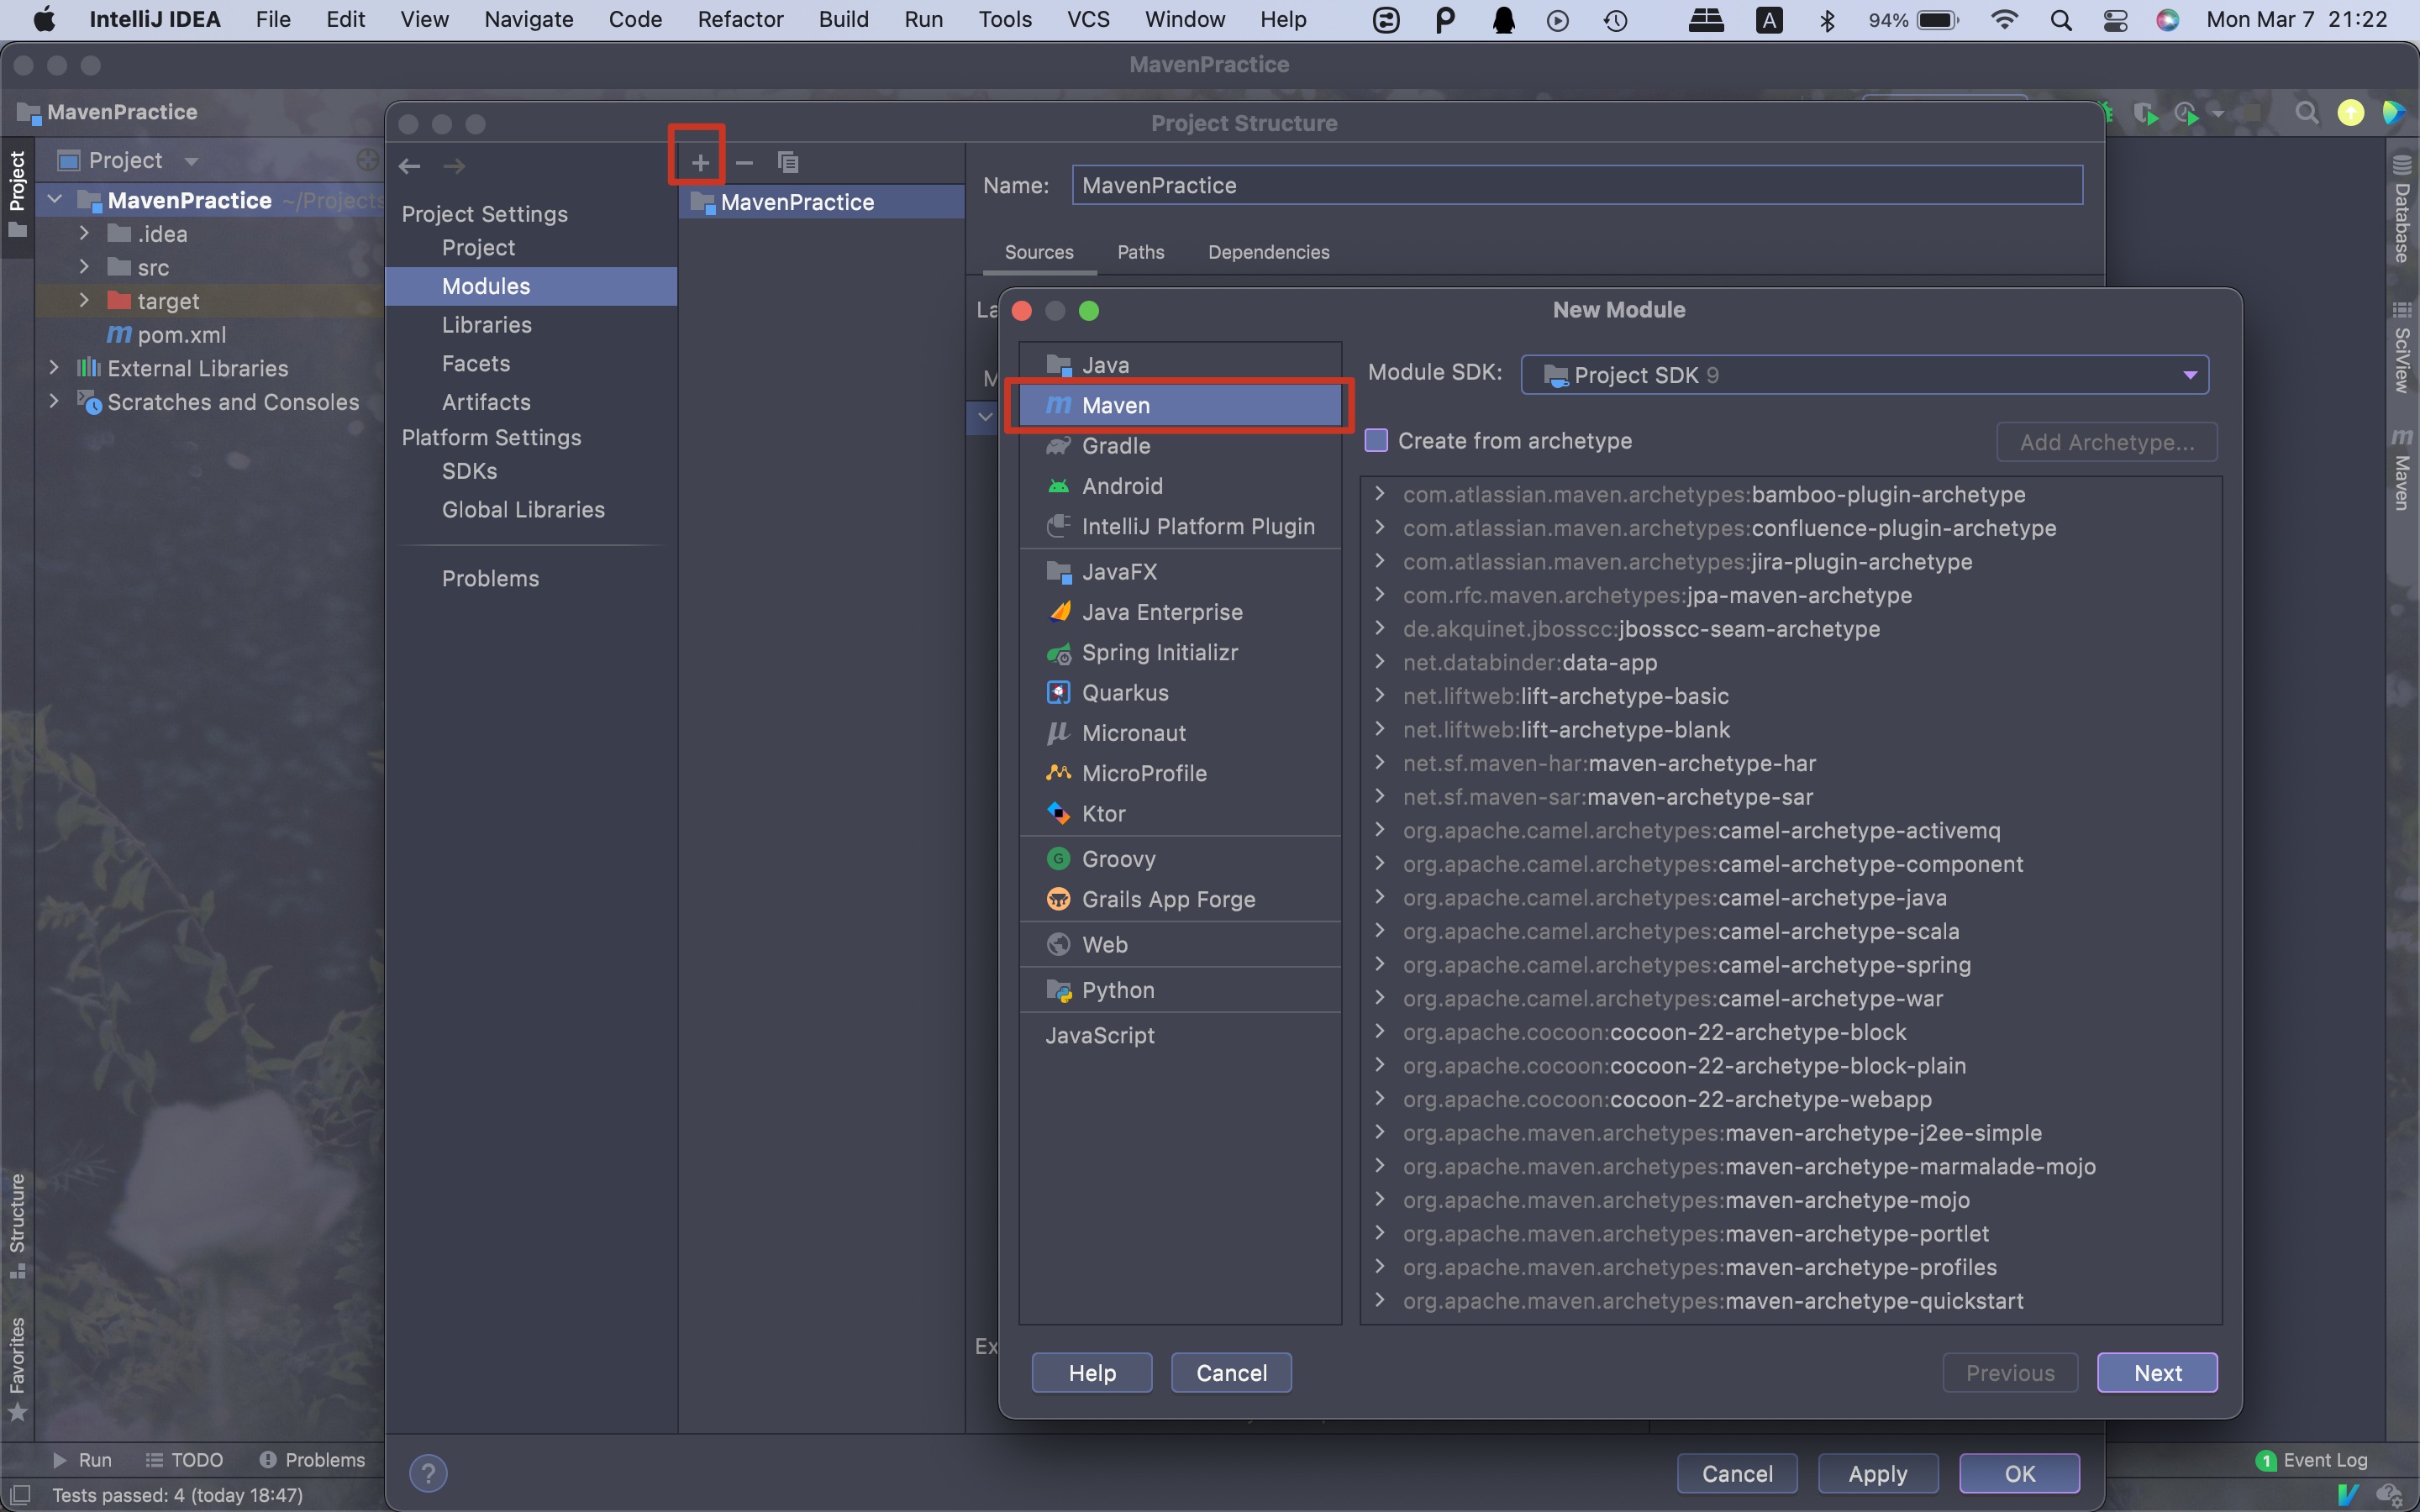 IntelliJ IDEA File Edit View Navigate Code Refactor Build Run Tools VCS Window Help A 94% Mon Mar 7 21:22
MavenPractice
MavenPractice
Project
Project
MavenPractice ~/Projects
.idea
src
target
pom.xml
External Libraries
Scratches and Consoles
Structure
Favorites
Project Structure
Project Settings
Project
Modules
Libraries
Facets
Artifacts
Platform Settings
SDKs
Global Libraries
Problems
MavenPractice
Name: MavenPractice
Sources Paths Dependencies
La
M
Ex
New Module
Java
Maven
Gradle
Android
IntelliJ Platform Plugin
JavaFX
Java Enterprise
Spring Initializr
Quarkus
Micronaut
MicroProfile
Ktor
Groovy
Grails App Forge
Web
Python
JavaScript
Module SDK: Project SDK 9
Create from archetype Add Archetype...
com.atlassian.maven.archetypes:bamboo-plugin-archetype
com.atlassian.maven.archetypes:confluence-plugin-archetype
com.atlassian.maven.archetypes:jira-plugin-archetype
com.rfc.maven.archetypes:jpa-maven-archetype
de.akquinet.jbosscc:jbosscc-seam-archetype
net.databinder:data-app
net.liftweb:lift-archetype-basic
net.liftweb:lift-archetype-blank
net.sf.maven-har:maven-archetype-har
net.sf.maven-sar:maven-archetype-sar
org.apache.camel.archetypes:camel-archetype-activemq
org.apache.camel.archetypes:camel-archetype-component
org.apache.camel.archetypes:camel-archetype-java
org.apache.camel.archetypes:camel-archetype-scala
org.apache.camel.archetypes:camel-archetype-spring
org.apache.camel.archetypes:camel-archetype-war
org.apache.cocoon:cocoon-22-archetype-block
org.apache.cocoon:cocoon-22-archetype-block-plain
org.apache.cocoon:cocoon-22-archetype-webapp
org.apache.maven.archetypes:maven-archetype-j2ee-simple
org.apache.maven.archetypes:maven-archetype-marmalade-mojo
org.apache.maven.archetypes:maven-archetype-mojo
org.apache.maven.archetypes:maven-archetype-portlet
org.apache.maven.archetypes:maven-archetype-profiles
org.apache.maven.archetypes:maven-archetype-quickstart
Help Cancel Previous Next
? Cancel Apply OK
Database
SciView
Maven
Run TODO Problems 1 Event Log
Tests passed: 4 (today 18:47)